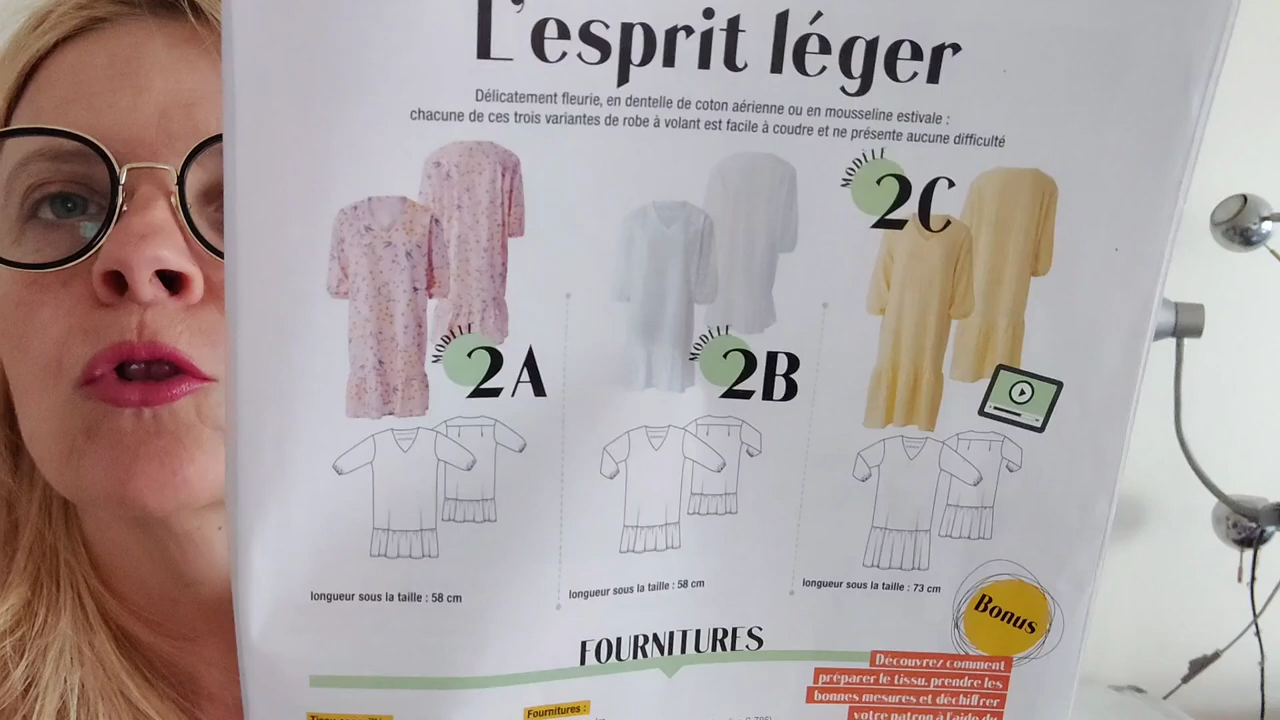 L'esprit léger
Délicatement fleurie, en dentelle de coton aérienne ou en mousseline estivale :
chacune de ces trois variantes de robe à volant est facile à coudre et ne présente aucune difficulté
MODÈLE
2C
MODÈLE
2A
MODÈLE
2B
longueur sous la taille : 58 cm
longueur sous la taille : 58 cm
longueur sous la taille : 73 cm
Bonus
FOURNITURES
Découvrez comment
préparer le tissu, prendre les
bonnes mesures et déchiffrer
votre patron à l'aide du
Fournitures :